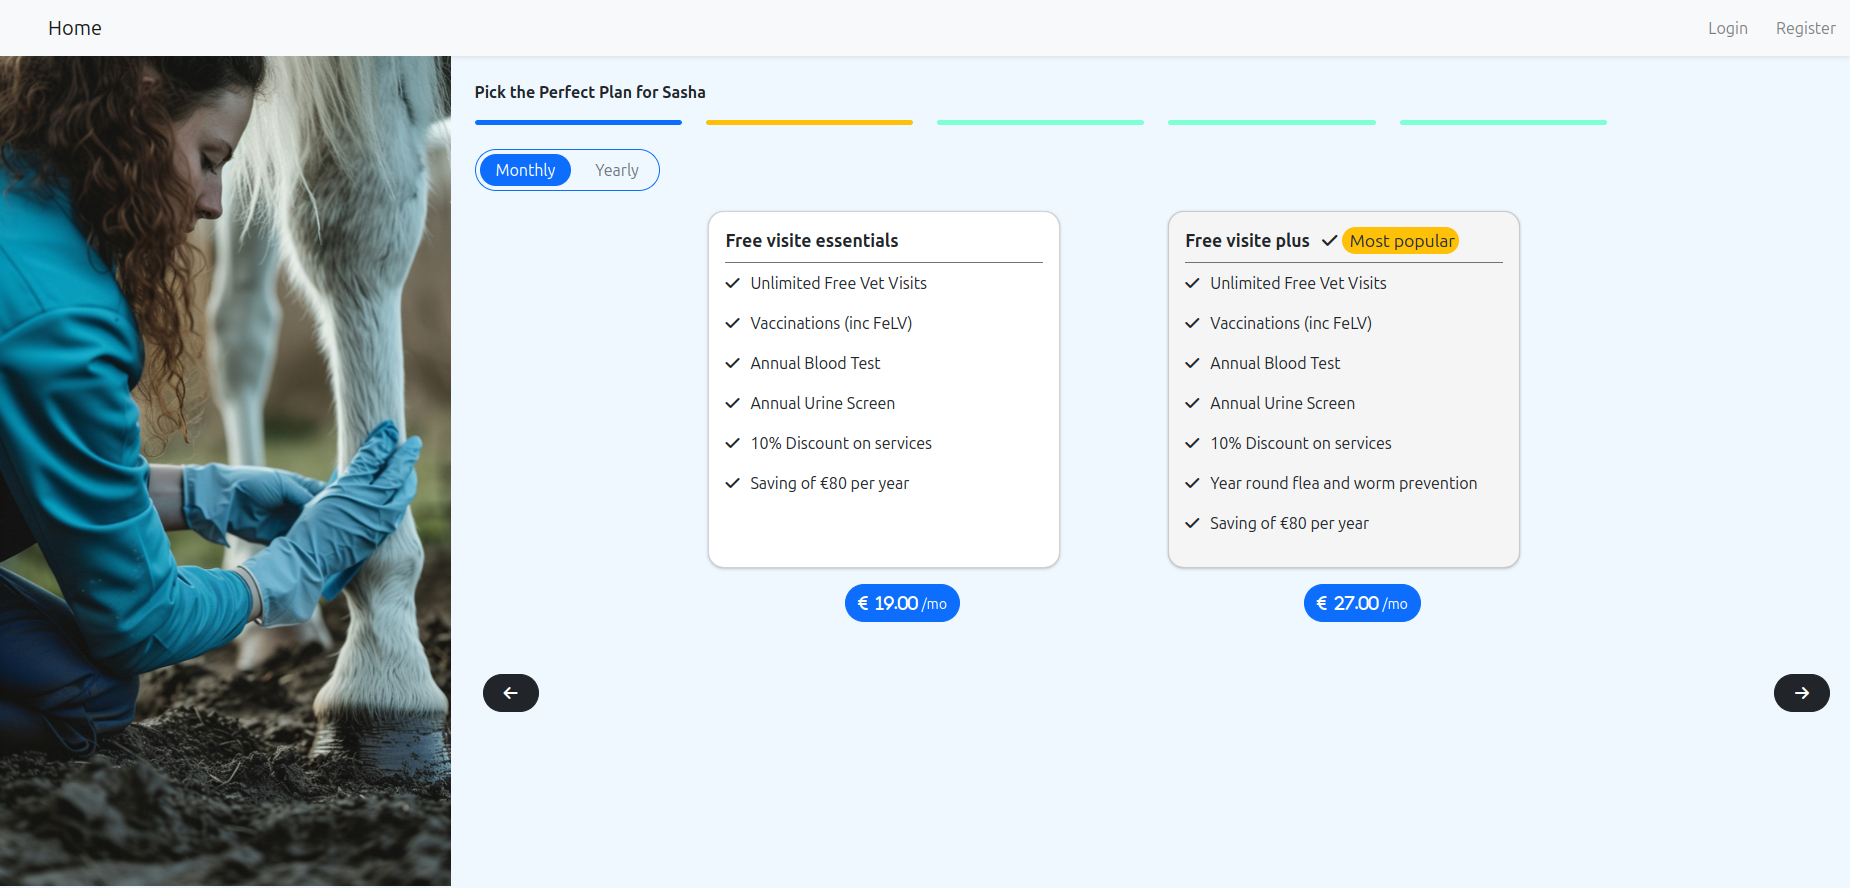 Home
Login
Register
Pick the Perfect Plan for Sasha
Monthly
Yearly
Free visite essentials
Unlimited Free Vet Visits
Vaccinations (inc FeLV)
Annual Blood Test
Annual Urine Screen
10% Discount on services
Saving of €80 per year
€ 19.00 /mo
Free visite plus Most popular
Unlimited Free Vet Visits
Vaccinations (inc FeLV)
Annual Blood Test
Annual Urine Screen
10% Discount on services
Year round flea and worm prevention
Saving of €80 per year
€ 27.00 /mo